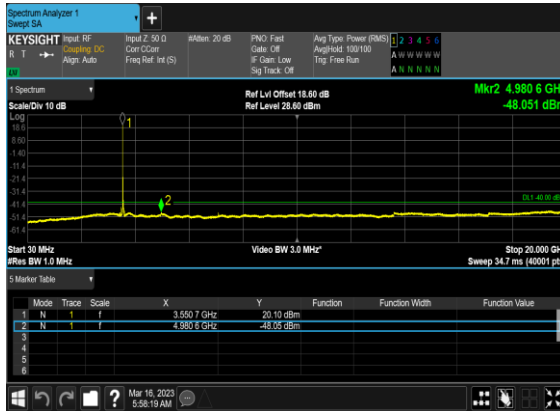 Spectrum Analyzer 1
Swept SA
+
KEYSIGHT
R T
Input: RF
Coupling: DC
Align: Auto
Input Z: 50 Ω
Corr CCorr
Freq Ref: Int (S)
#Atten: 20 dB
PNO: Fast
Gate: Off
IF Gain: Low
Sig Track: Off
Avg Type: Power (RMS)
Avg|Hold: 100/100
Trig: Free Run
1 2 3 4 5 6
A W W W W W
A N N N N N
1 Spectrum
Scale/Div 10 dB
Ref Lvl Offset 18.60 dB
Ref Level 28.60 dBm
Mkr2 4.980 6 GH
-48.051 dBm
Log
18.6
8.60
-1.40
-11.4
-21.4
-31.4
-41.4
-51.4
-61.4
1
2
DL1 -40.00 dB
Start 30 MHz
#Res BW 1.0 MHz
Video BW 3.0 MHz*
Stop 20.000 GH
Sweep 34.7 ms (40001 pt
5 Marker Table
Mode Trace Scale X Y Function Function Width Function Value
1 N 1 f 3.550 7 GHz 20.10 dBm
2 N 1 f 4.980 6 GHz -48.05 dBm
3
4
5
6
?
Mar 16, 2023
5:58:19 AM